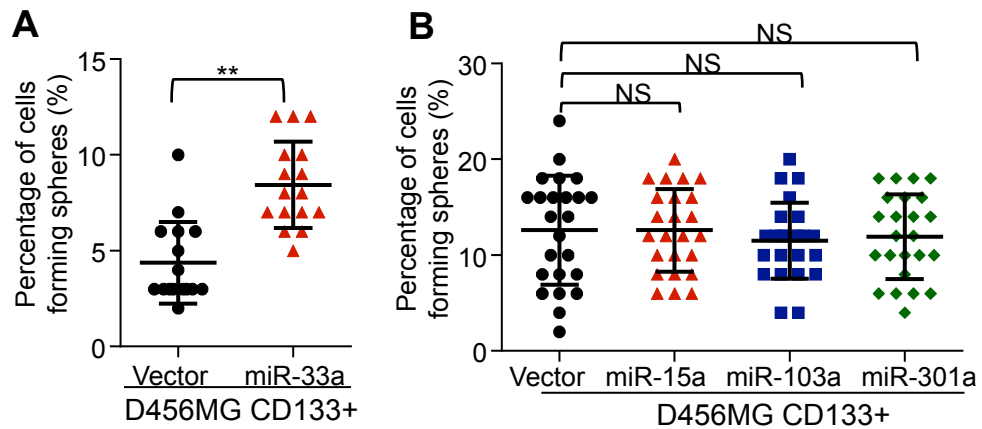 A
Percentage of cells
forming spheres (%)
15
10
5
0
**
Vector miR-33a
D456MG CD133+
B
Percentage of cells
forming spheres (%)
30
20
10
0
NS
NS
NS
Vector miR-15a miR-103a miR-301a
D456MG CD133+